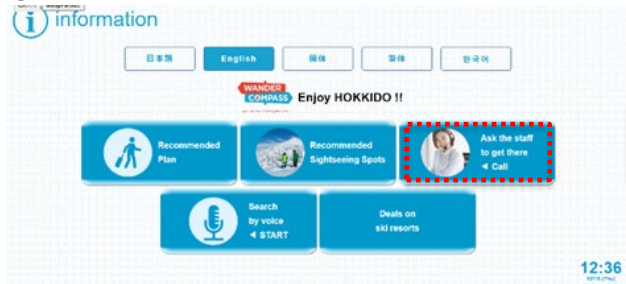 information
日本語
English
简体
繁体
한국어
WANDER
COMPASS
Enjoy HOKKIDO !!
Recommended
Plan
Recommended
Sightseeing Spots
Ask the staff
to get there
◄ Call
Search
by voice
◄ START
Deals on
ski resorts
12:36